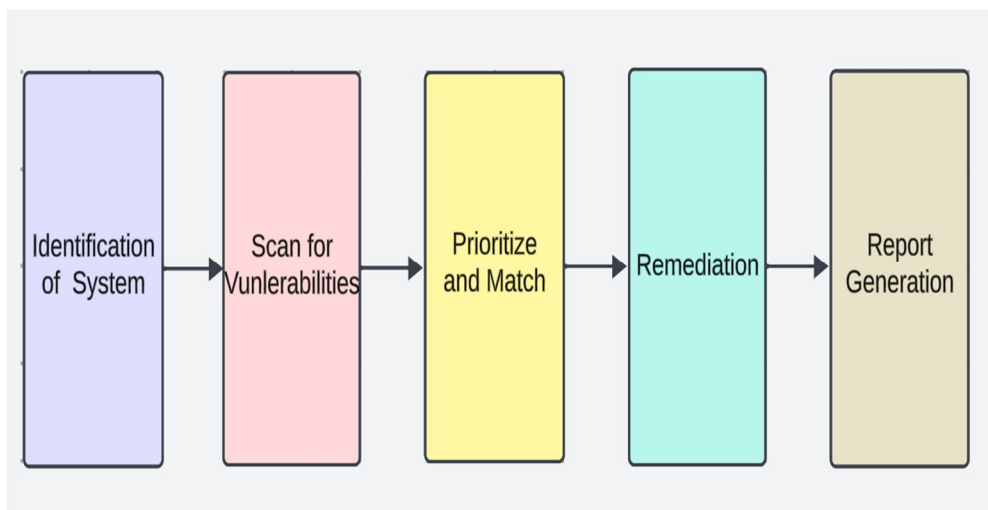 Identification
of System
Scan for
Vunlerabilities
Prioritize
and Match
Remediation
Report
Generation